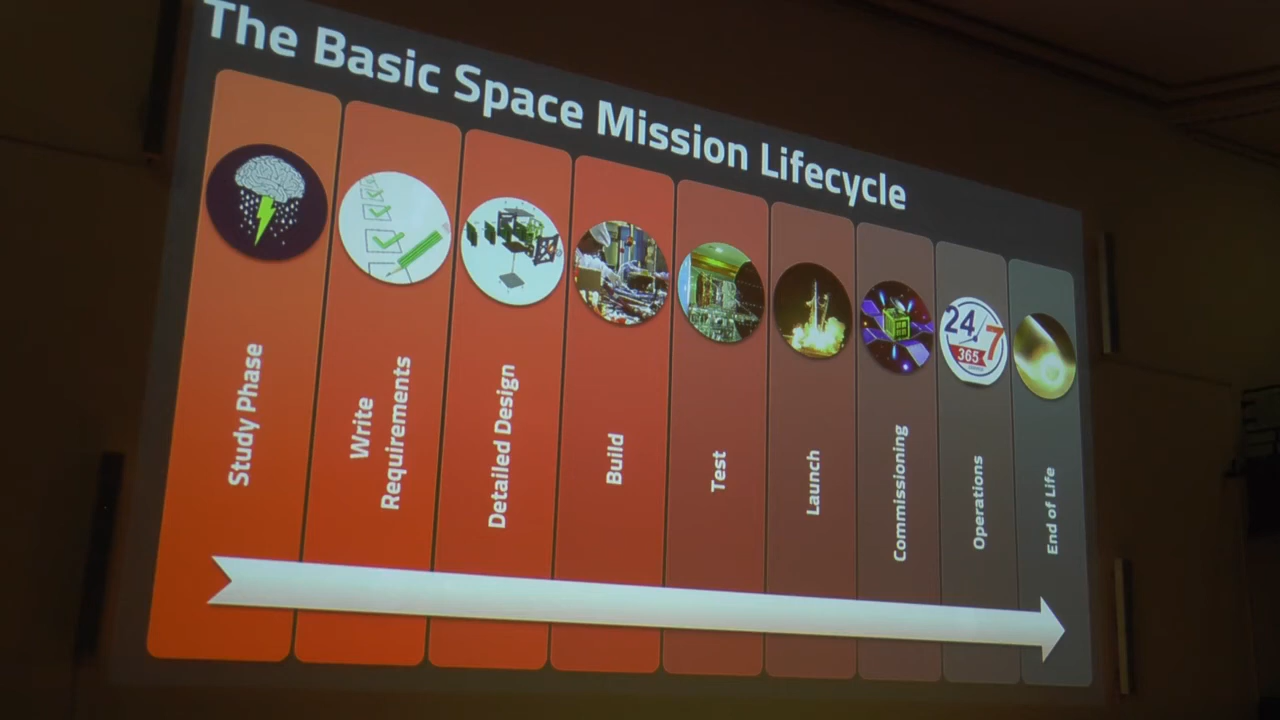 The Basic Space Mission Lifecycle
Study Phase
Write
Requirements
Detailed Design
Build
Test
Launch
Commissioning
24/7
365
Operations
End of Life